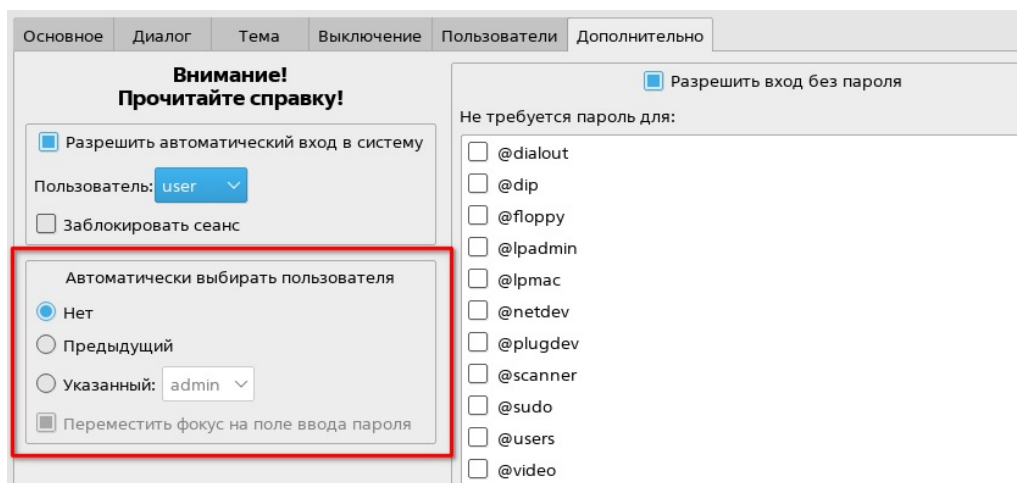 Основное Диалог Тема Выключение Пользователи Дополнительно
Внимание!
Прочитайте справку!
Разрешить автоматический вход в систему
Пользователь: user
Заблокировать сеанс
Автоматически выбирать пользователя
Нет
Предыдущий
Указанный: admin
Переместить фокус на поле ввода пароля
Разрешить вход без пароля
Не требуется пароль для:
@dialout
@dip
@floppy
@lpadmin
@lpmac
@netdev
@plugdev
@scanner
@sudo
@users
@video